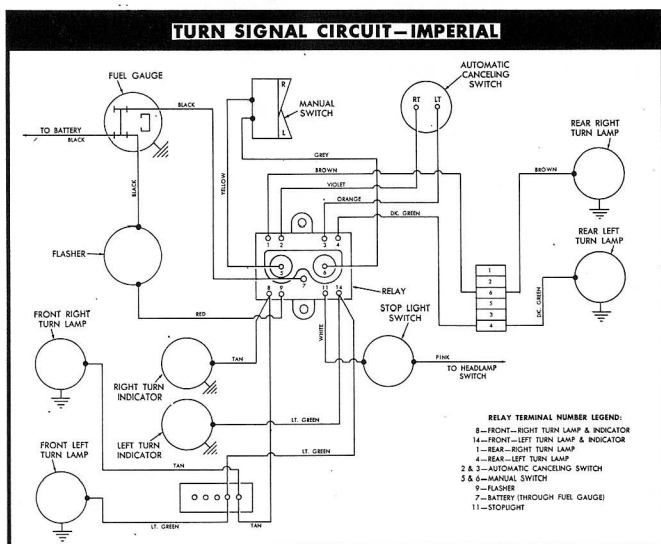 TURN SIGNAL CIRCUIT—IMPERIAL
FUEL GAUGE
BLACK
TO BATTERY
BLACK
BLACK
FLASHER
YELLOW
R
MANUAL
SWITCH
L
GREY
AUTOMATIC
CANCELING
SWITCH
RT LT
BROWN
VIOLET
ORANGE
DK. GREEN
REAR RIGHT
TURN LAMP
BROWN
REAR LEFT
TURN LAMP
DK. GREEN
1
2
6
5
3
4
1 2 3 4
5 6
7
8 9 11 14
RELAY
RED
WHITE
STOP LIGHT
SWITCH
PINK
TO HEADLAMP
SWITCH
FRONT RIGHT
TURN LAMP
TAN
RIGHT TURN
INDICATOR
LT. GREEN
LEFT TURN
INDICATOR
FRONT LEFT
TURN LAMP
TAN
LT. GREEN
LT. GREEN
TAN
RELAY TERMINAL NUMBER LEGEND:
8—FRONT—RIGHT TURN LAMP & INDICATOR
14—FRONT—LEFT TURN LAMP & INDICATOR
1—REAR—RIGHT TURN LAMP
4—REAR—LEFT TURN LAMP
2 & 3—AUTOMATIC CANCELING SWITCH
5 & 6—MANUAL SWITCH
9—FLASHER
7—BATTERY (THROUGH FUEL GAUGE)
11—STOPLIGHT